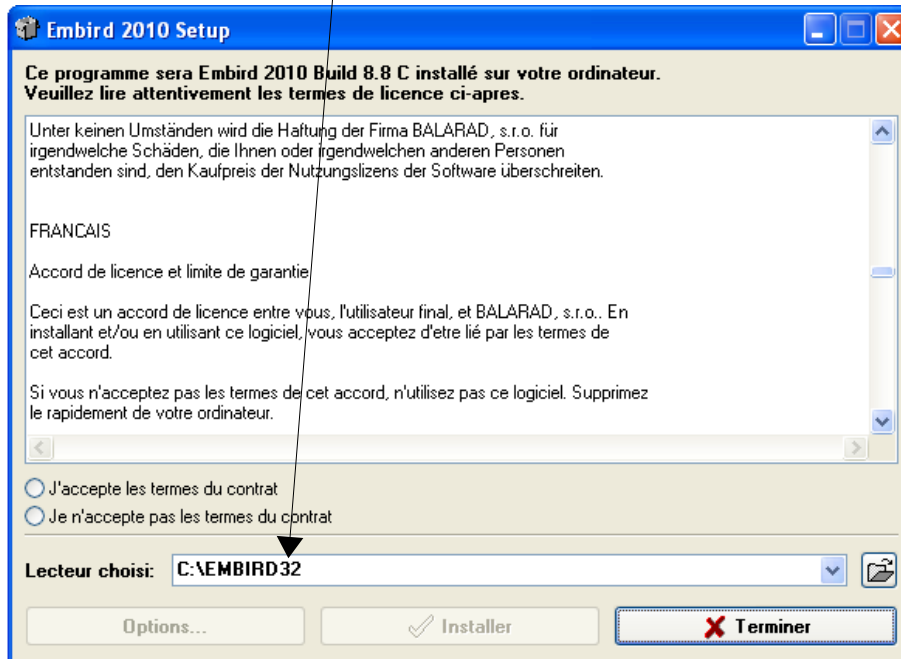 Embird 2010 Setup
Ce programme sera Embird 2010 Build 8.8 C installé sur votre ordinateur.
Veuillez lire attentivement les termes de licence ci-apres.
Unter keinen Umständen wird die Haftung der Firma BALARAD, s.r.o. für
irgendwelche Schäden, die Ihnen oder irgendwelchen anderen Personen
entstanden sind, den Kaufpreis der Nutzungslizens der Software überschreiten.
FRANCAIS
Accord de licence et limite de garantie
Ceci est un accord de licence entre vous, l'utilisateur final, et BALARAD, s.r.o.. En
installant et/ou en utilisant ce logiciel, vous acceptez d'etre lié par les termes de
cet accord.
Si vous n'acceptez pas les termes de cet accord, n'utilisez pas ce logiciel. Supprimez
le rapidement de votre ordinateur.
J'accepte les termes du contrat
Je n'accepte pas les termes du contrat
Lecteur choisi: C:\EMBIRD32
Options... Installer Terminer